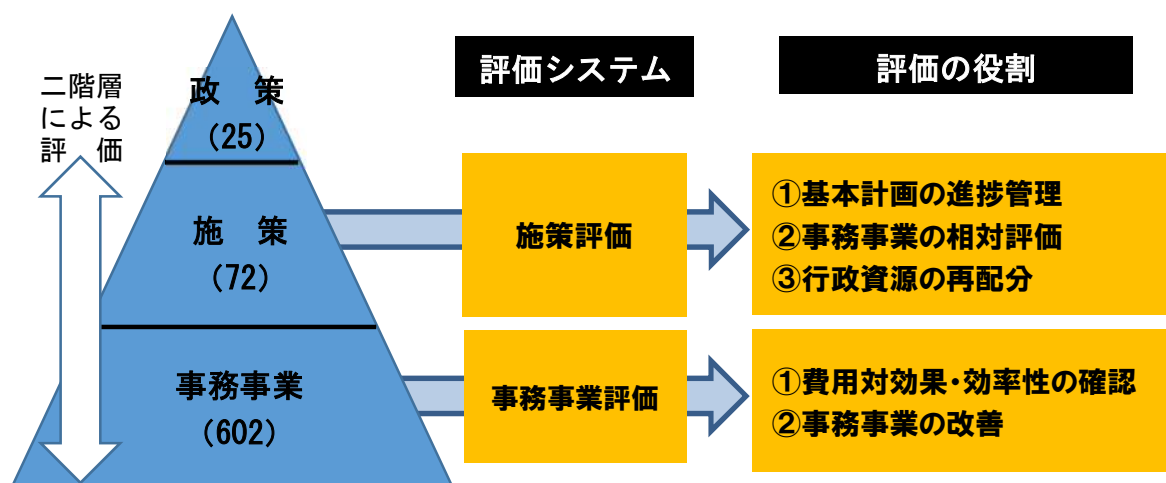 二階層
による
評　価
政　策
(25)
施　策
(72)
事務事業
(602)
評価システム
施策評価
事務事業評価
評価の役割
①基本計画の進捗管理
②事務事業の相対評価
③行政資源の再配分
①費用対効果・効率性の確認
②事務事業の改善